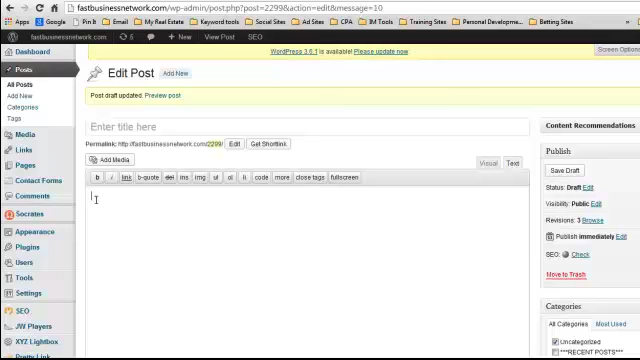 fastbusinessnetwork.com/wp-admin/post.php?post=2299&action=edit&message=10
Apps Email My Real Estate Keyword tools Social Sites Ad Sites CPA IM Tools Training Sites Personal Developmen... Betting Sites
fastbusinessnetwork.com 5 New View Post SEO
Dashboard
Posts
All Posts
Add New
Categories
Tags
Media
Links
Pages
Contact Forms
Comments
Socrates
Appearance
Plugins
Users
Tools
Settings
SEO
JW Players
Yoimbox
Pretty Link
WordPress 3.6.1 is available! Please update now
Screen Options
Edit Post Add New
Post draft updated. Preview post
Enter title here
Permalink: http://fastbusinessnetwork.com/2299/ Edit Get Shortlink
Add Media
Visual Text
b i link b-quote del ins img ul ol li code more close tags fullscreen
Content Recommendations
Publish
Save Draft
Status: Draft Edit
Visibility: Public Edit
Revisions: 3 Browse
Publish immediately Edit
SEO: Check
Move to Trash
Categories
All Categories Most Used
Uncategorized
***RECENT POSTS***